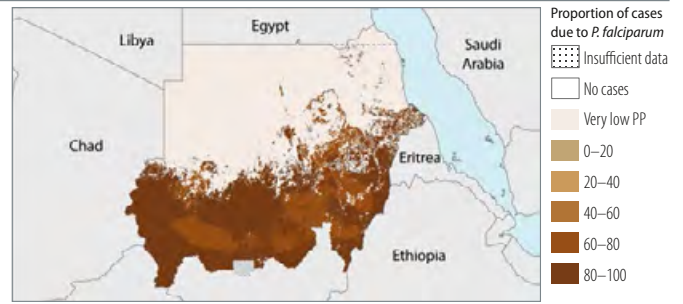 Libya
Egypt
Saudi
Arabia
Chad
Eritrea
Ethiopia
Proportion of cases
due to P. falciparum
Insufficient data
No cases
Very low PP
0–20
20–40
40–60
60–80
80–100